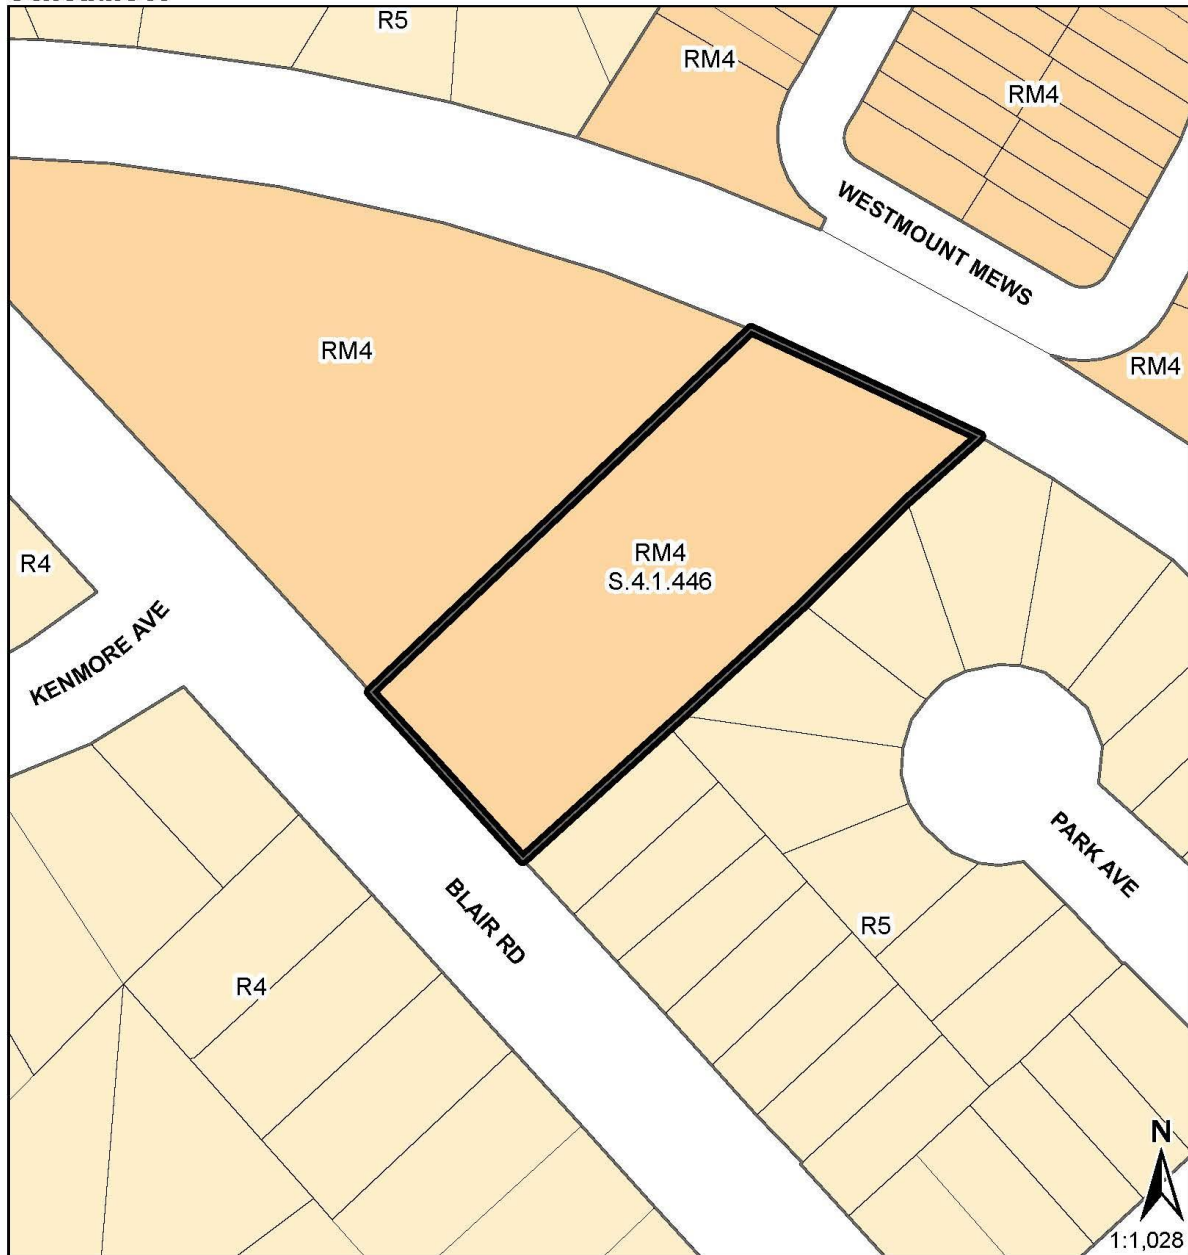 R5
RM4
RM4
WESTMOUNT MEWS
RM4
RM4
RM4
S.4.1.446
R4
KENMORE AVE
PARK AVE
BLAIR RD
R5
R4
N
1:1,028